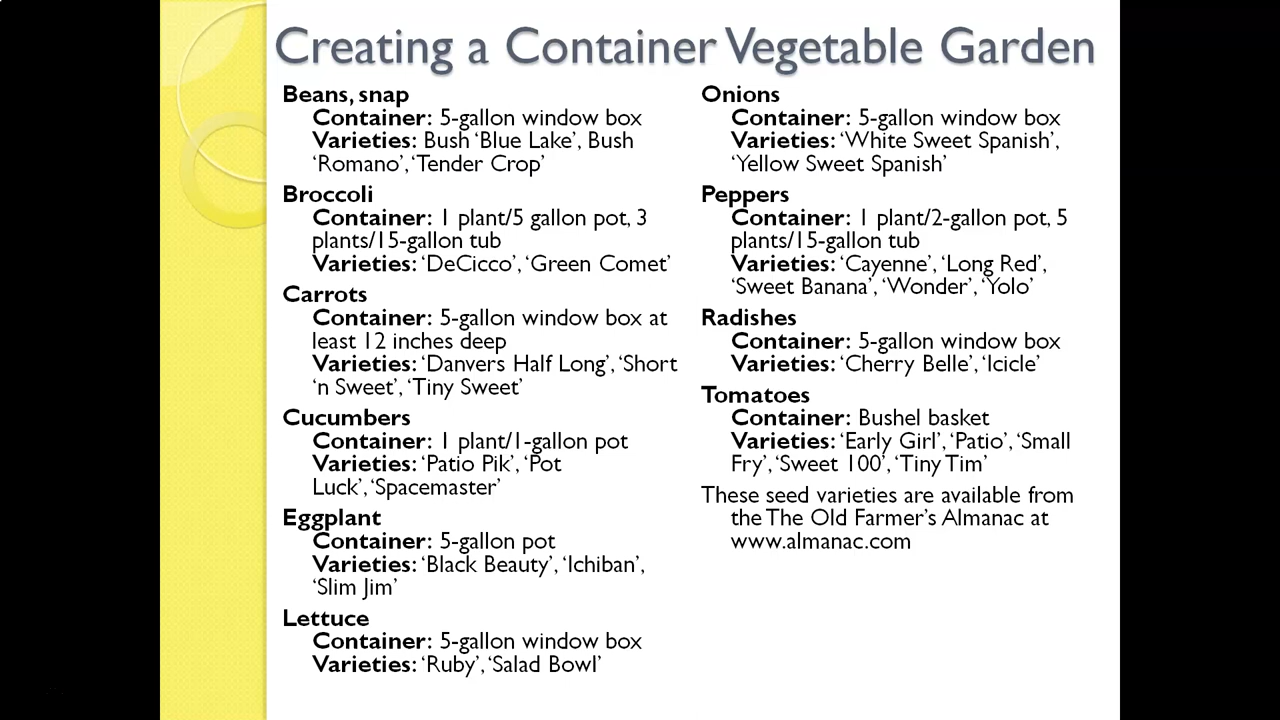 Creating a Container Vegetable Garden
Beans, snap
Container: 5-gallon window box
Varieties: Bush ‘Blue Lake’, Bush
‘Romano’, ‘Tender Crop’
Broccoli
Container: 1 plant/5 gallon pot, 3
plants/15-gallon tub
Varieties: ‘DeCicco’, ‘Green Comet’
Carrots
Container: 5-gallon window box at
least 12 inches deep
Varieties: ‘Danvers Half Long’, ‘Short
‘n Sweet’, ‘Tiny Sweet’
Cucumbers
Container: 1 plant/1-gallon pot
Varieties: ‘Patio Pik’, ‘Pot
Luck’, ‘Spacemaster’
Eggplant
Container: 5-gallon pot
Varieties: ‘Black Beauty’, ‘Ichiban’,
‘Slim Jim’
Lettuce
Container: 5-gallon window box
Varieties: ‘Ruby’, ‘Salad Bowl’
Onions
Container: 5-gallon window box
Varieties: ‘White Sweet Spanish’,
‘Yellow Sweet Spanish’
Peppers
Container: 1 plant/2-gallon pot, 5
plants/15-gallon tub
Varieties: ‘Cayenne’, ‘Long Red’,
‘Sweet Banana’, ‘Wonder’, ‘Yolo’
Radishes
Container: 5-gallon window box
Varieties: ‘Cherry Belle’, ‘Icicle’
Tomatoes
Container: Bushel basket
Varieties: ‘Early Girl’, ‘Patio’, ‘Small
Fry’, ‘Sweet 100’, ‘Tiny Tim’
These seed varieties are available from
the The Old Farmer’s Almanac at
www.almanac.com